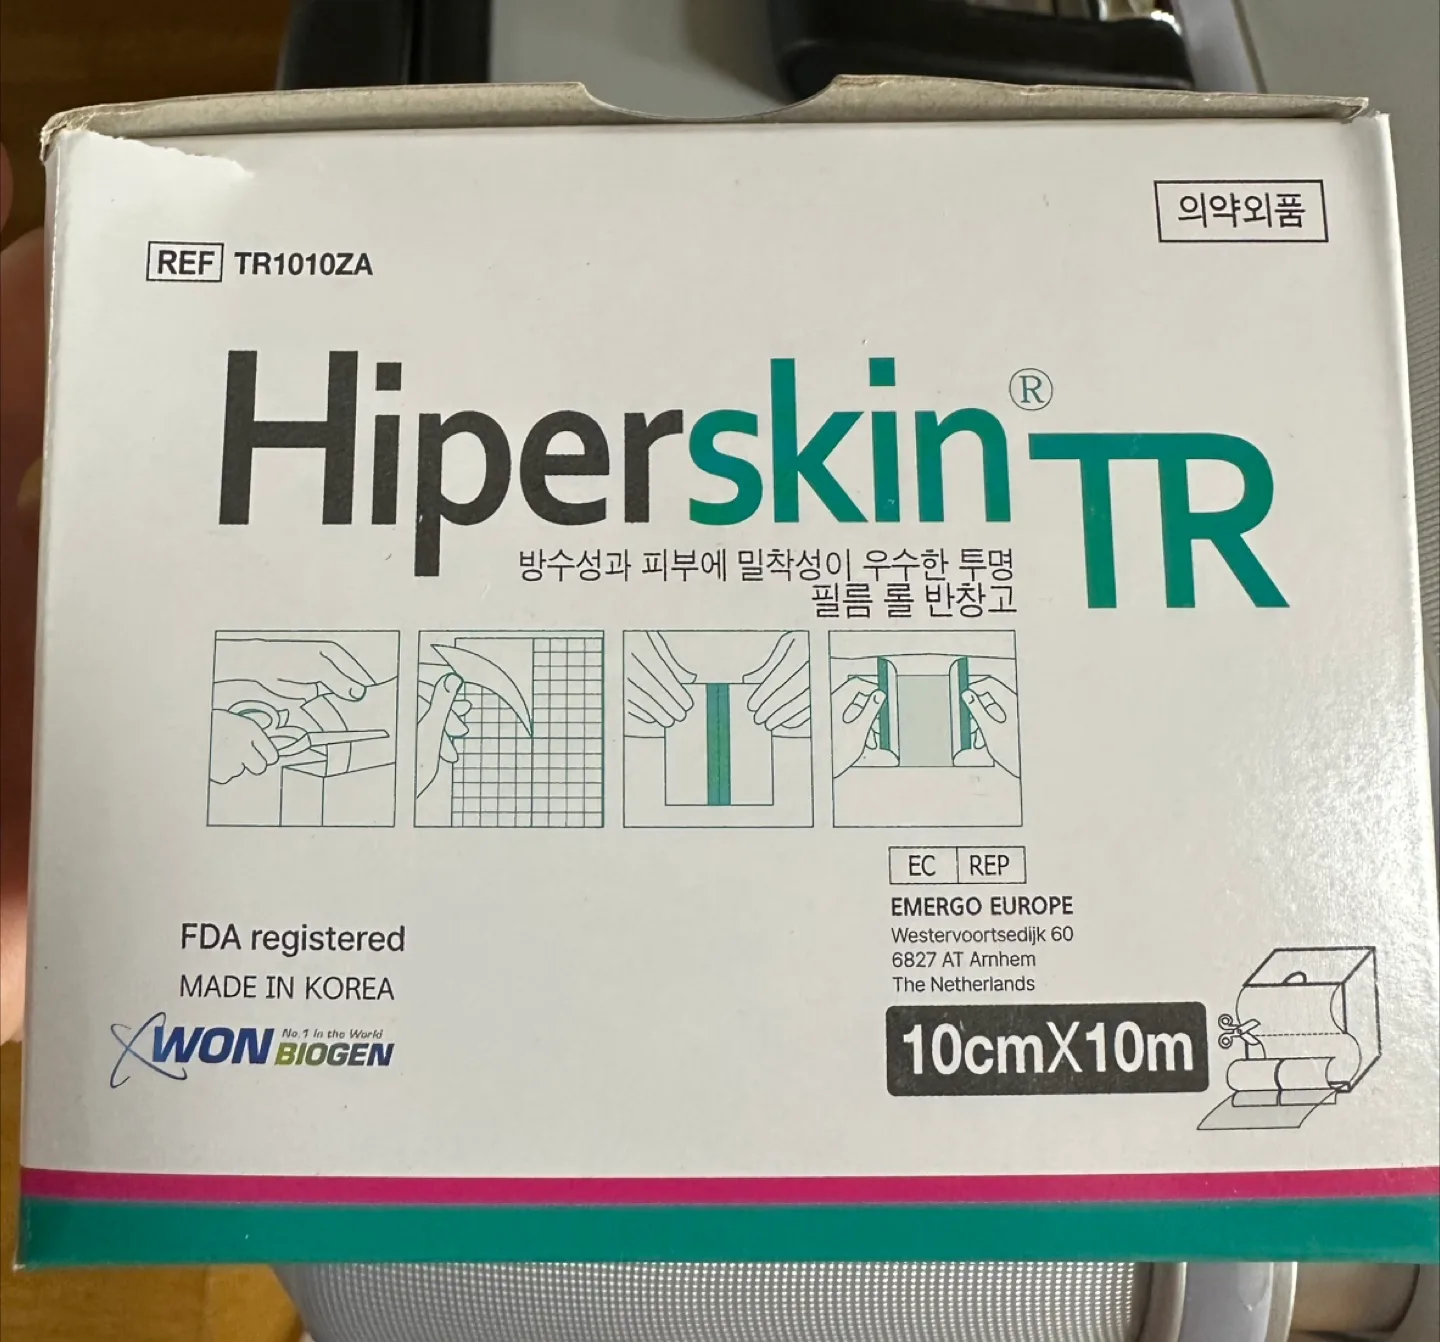 의약외품
REF TR1010ZA
Hiperskin® TR
방수성과 피부에 밀착성이 우수한 투명
필름 롤 반창고
EC REP
EMERGO EUROPE
Westervoortsedijk 60
6827 AT Arnhem
The Netherlands
FDA registered
MADE IN KOREA
WON No.1 in the World
BIOGEN
10cmX10m